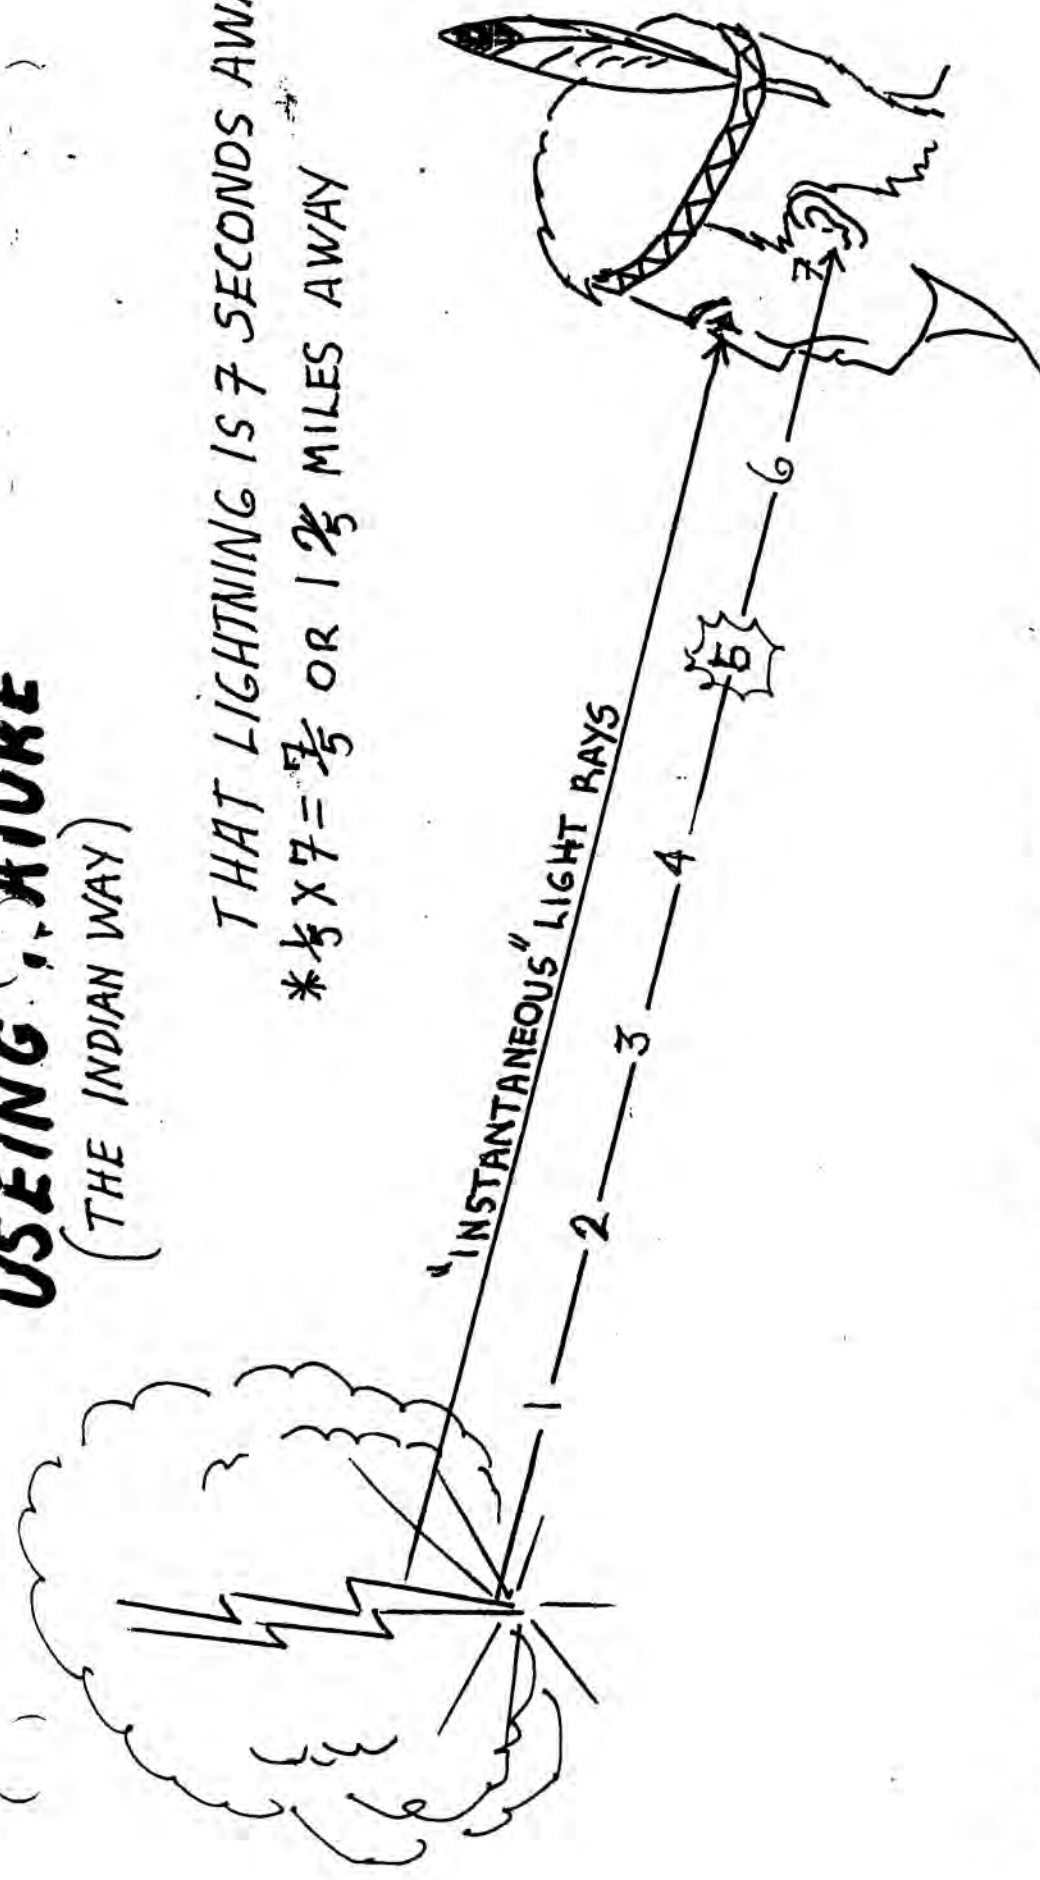 USEING
(THE INDIAN WAY)
THAT LIGHTNING IS 7 SECONDS
*⅕ X 7 = 7/5 OR 1 ⅖ MILES AWAY
"INSTANTANEOUS" LIGHT RAYS
1 2 3 4 5 6 7